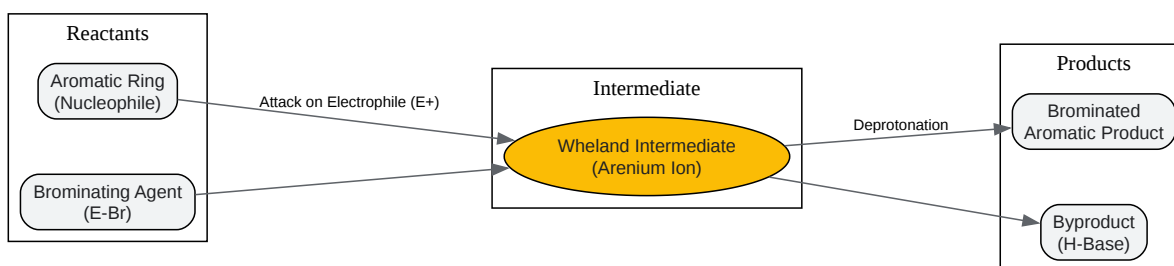 Reactants
Aromatic Ring
(Nucleophile)
Brominating Agent
(E-Br)
Attack on Electrophile (E+)
Intermediate
Wheland Intermediate
(Arenium Ion)
Deprotonation
Products
Brominated
Aromatic Product
Byproduct
(H-Base)